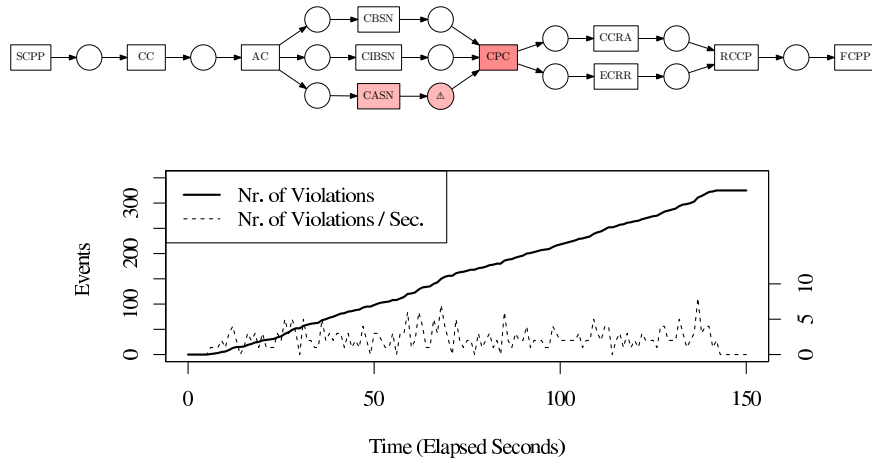 CBSN
CCRA
SCPP CC AC CIBSN CPC RCCP FCPP
ECRR
CASN ⚠
Nr. of Violations
Nr. of Violations / Sec.
Events
0 100 200 300
0 5 10
0 50 100 150
Time (Elapsed Seconds)